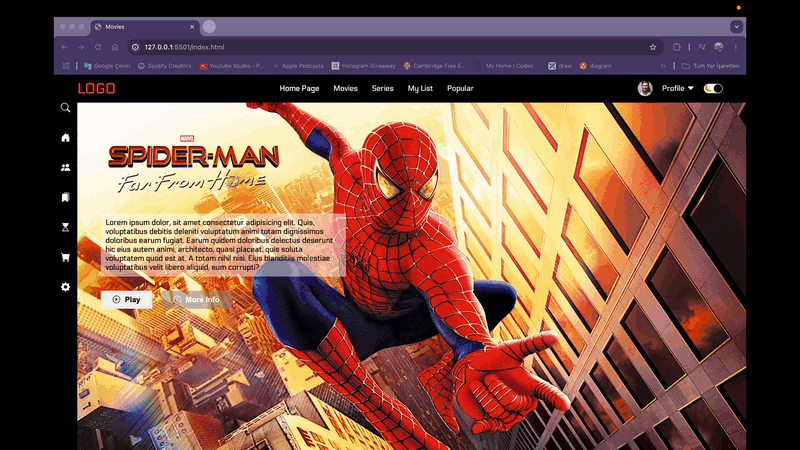 Movies
127.0.0.1:5501/index.html
Google Çeviri
Spotify Creators
YouTube Studio - P...
Apple Podcasts
Instagram Giveaway
Cambridge Free E...
My Home | Codec...
draw
diagram
Tüm Yer İşaretleri
LOGO
Home Page
Movies
Series
My List
Popular
Profile
MARVEL
SPIDER-MAN
Far From Home
Lorem ipsum dolor, sit amet consectetur adipisicing elit. Quis,
voluptatibus debitis deleniti voluptatum animi totam dignissimos
doloribus earum fugiat. Earum quidem doloribus delectus deserunt
hic eius autem animi, architecto, quasi placeat, quis soluta
voluptatem quod est at. A totam nihil nisi. Eius blanditiis molestiae
voluptatibus velit libero aliquid, eum corrupti?
Play
More Info